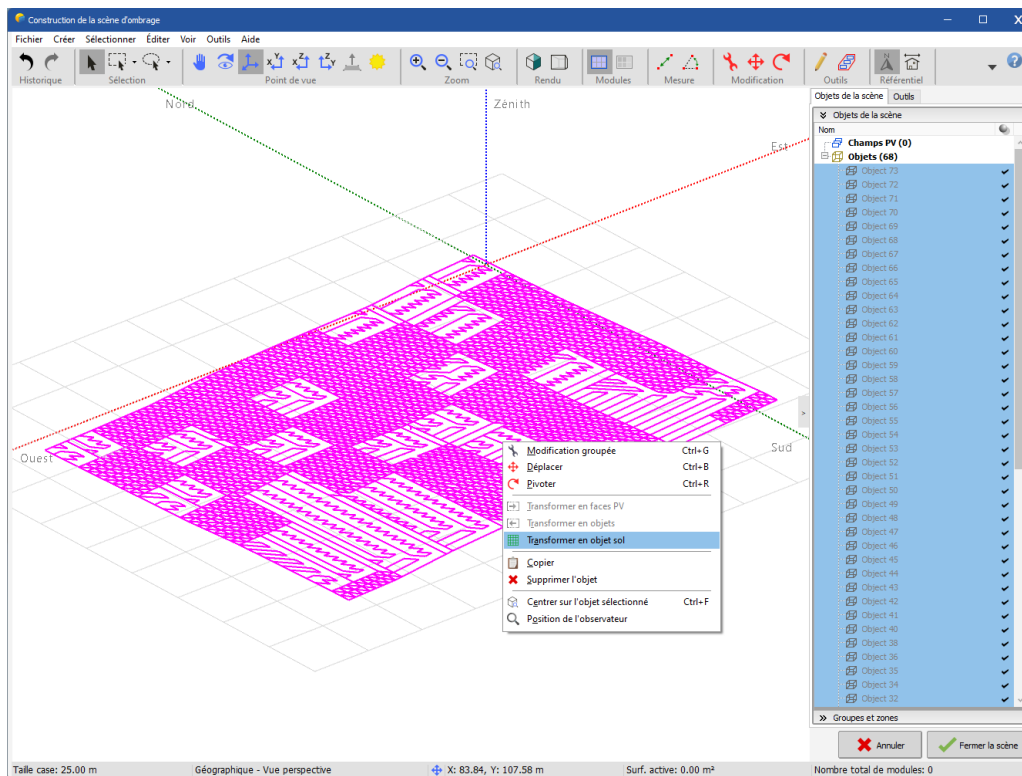 Construction de la scène d'ombrage
Fichier Créer Sélectionner Éditer Voir Outils Aide
Historique Sélection Point de vue Zoom Rendu Modules Mesure Modification Outils Référentiel
Objets de la scène Outils
Objets de la scène
Nom
Champs PV (0)
Objets (68)
Object 73
Object 72
Object 71
Object 70
Object 69
Object 68
Object 67
Object 66
Object 65
Object 64
Object 63
Object 62
Object 61
Object 60
Object 59
Object 58
Object 57
Object 56
Object 55
Object 54
Object 53
Object 52
Object 51
Object 50
Object 49
Object 48
Object 47
Object 46
Object 45
Object 44
Object 43
Object 42
Object 41
Object 40
Object 38
Object 36
Object 35
Object 34
Object 32
Groupes et zones
Annuler Fermer la scène
Nord
Zénith
Est
Ouest
Sud
Modification groupée Ctrl+G
Déplacer Ctrl+B
Pivoter Ctrl+R
Transformer en faces PV
Transformer en objets
Transformer en objet sol
Copier
Supprimer l'objet
Centrer sur l'objet sélectionné Ctrl+F
Position de l'observateur
Taille case: 25.00 m Géographique - Vue perspective X: 83.84, Y: 107.58 m Surf. active: 0.00 m² Nombre total de modules: 0